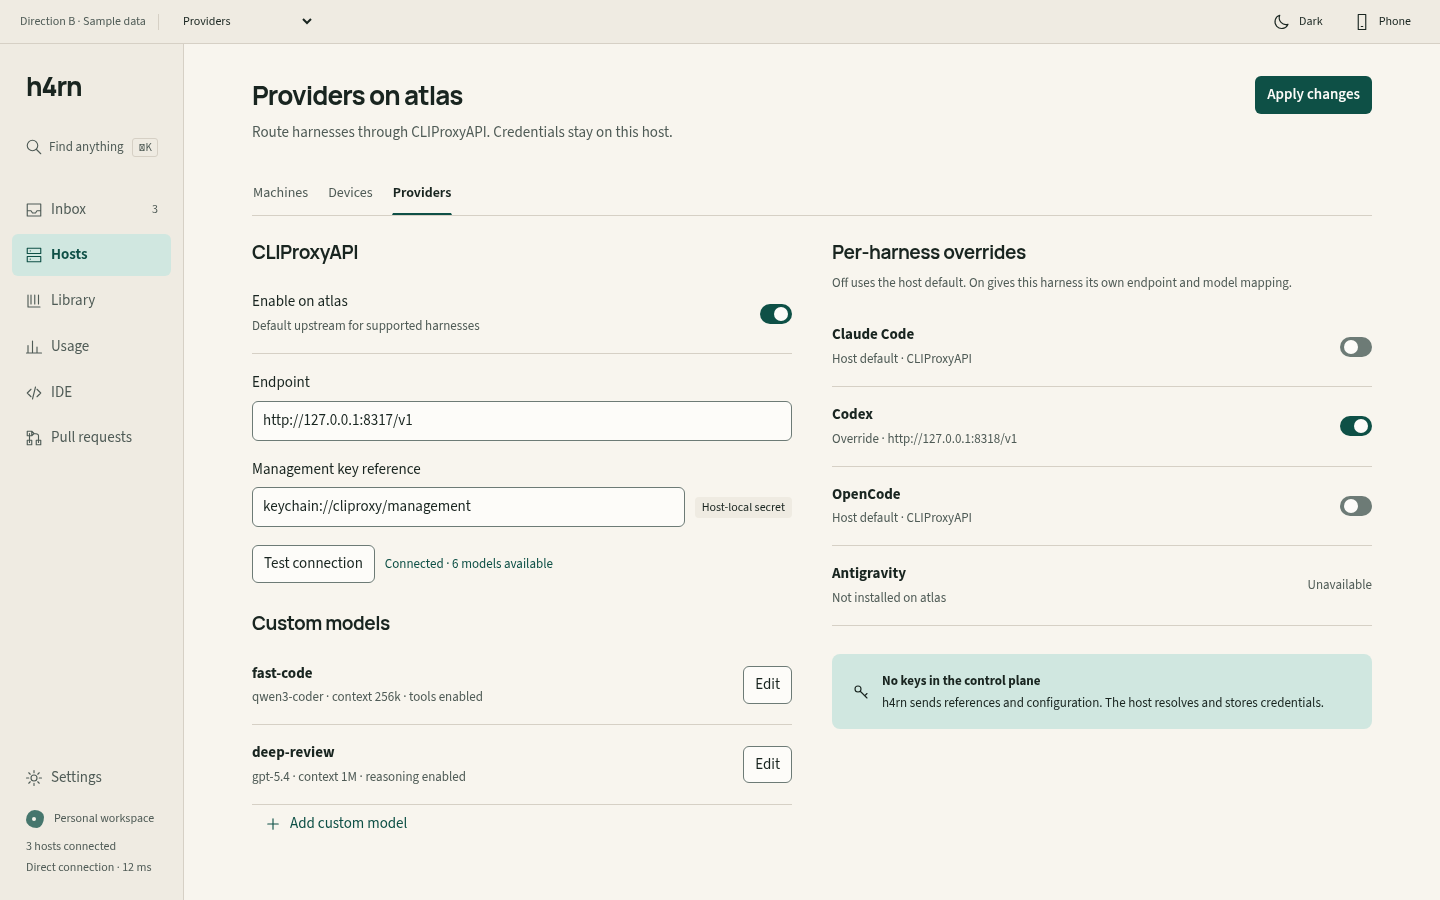 Direction B · Sample data
Providers
Dark
Phone
h4rn
Find anything
K
Inbox
3
Hosts
Library
Usage
IDE
Pull requests
Settings
Personal workspace
3 hosts connected
Direct connection · 12 ms
Providers on atlas
Route harnesses through CLIProxyAPI. Credentials stay on this host.
Apply changes
Machines
Devices
Providers
CLIProxyAPI
Enable on atlas
Default upstream for supported harnesses
Endpoint
http://127.0.0.1:8317/v1
Management key reference
keychain://cliproxy/management
Host-local secret
Test connection
Connected · 6 models available
Custom models
fast-code
qwen3-coder · context 256k · tools enabled
Edit
deep-review
gpt-5.4 · context 1M · reasoning enabled
Edit
Add custom model
Per-harness overrides
Off uses the host default. On gives this harness its own endpoint and model mapping.
Claude Code
Host default · CLIProxyAPI
Codex
Override · http://127.0.0.1:8318/v1
OpenCode
Host default · CLIProxyAPI
Antigravity
Not installed on atlas
Unavailable
No keys in the control plane
h4rn sends references and configuration. The host resolves and stores credentials.